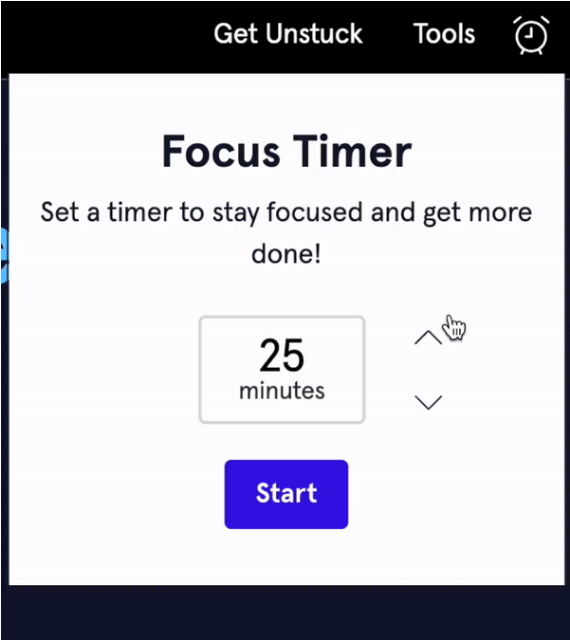 Get Unstuck Tools
Focus Timer
Set a timer to stay focused and get more
done!
25
minutes
Start